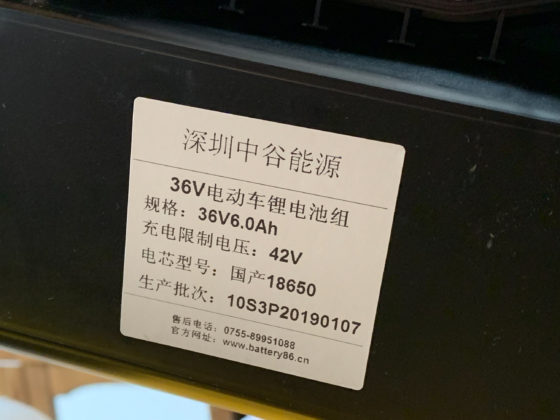 深圳中谷能源
36V电动车锂电池组
规格：36V6.0Ah
充电限制电压：42V
电芯型号：国产18650
生产批次：10S3P20190107
售后电话：0755-89951088
官方网址：www.battery86.cn